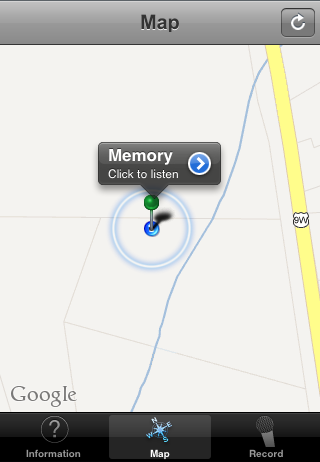 Map
Memory
Click to listen
9W
Google
N
W
E
S
?
Information
Map
Record